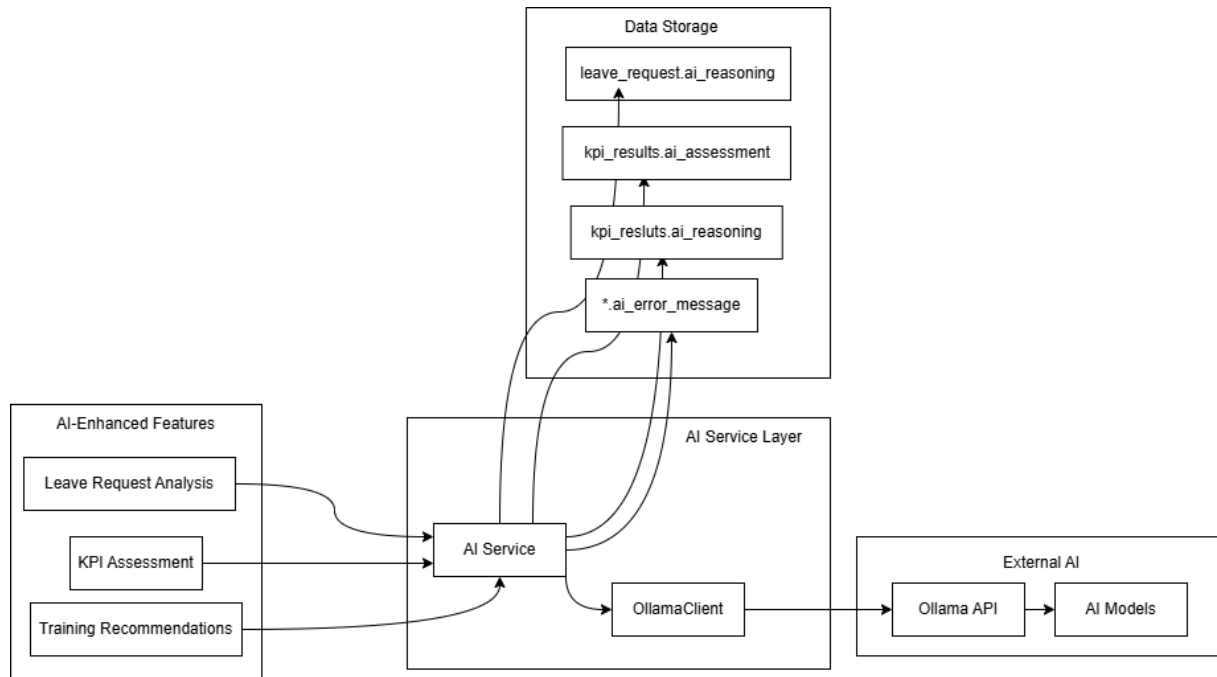 Data Storage
leave_request.ai_reasoning
kpi_results.ai_assessment
kpi_resluts.ai_reasoning
*.ai_error_message
AI-Enhanced Features
Leave Request Analysis
KPI Assessment
Training Recommendations
AI Service Layer
AI Service
OllamaClient
External AI
Ollama API
AI Models